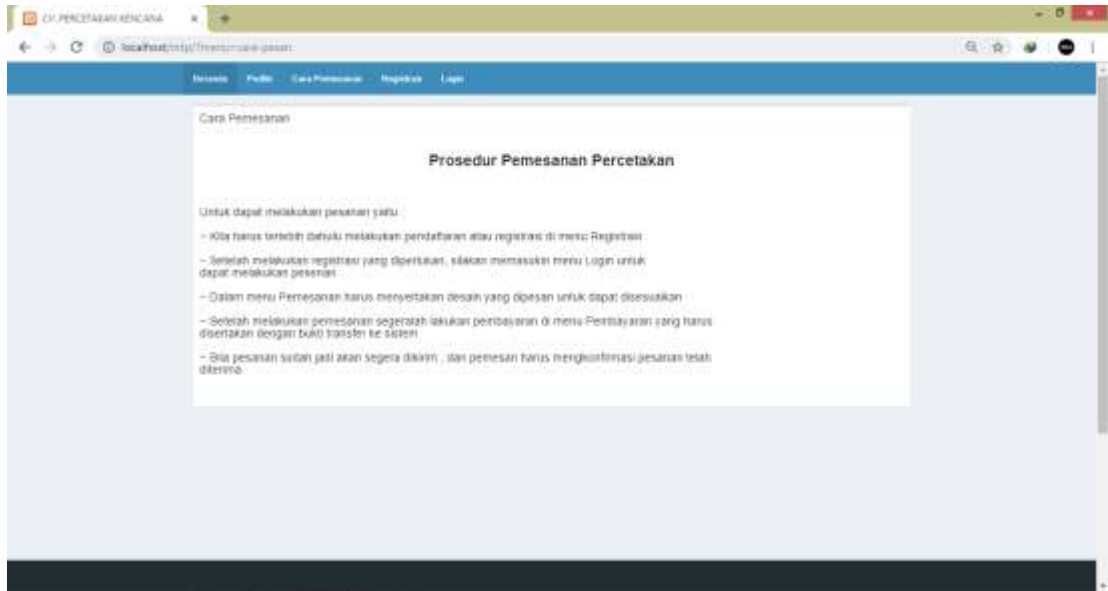 CV. PERCETAKAN KENCANA
Beranda Profile Cara Pemesanan Registrasi Login
Cara Pemesanan
Prosedur Pemesanan Percetakan
Untuk dapat melakukan pesanan yaitu :
- Kita harus terlebih dahulu melakukan pendaftaran atau registrasi di menu Registrasi
- Setelah melakukan registrasi yang diperlukan, silakan memasukin menu Login untuk
dapat melakukan pesenan
- Dalam menu Pemesanan harus menyertakan desain yang dipesan untuk dapat disesuaikan
- Setelah melakukan pemesanan segeralah lakukan pembayaran di menu Pembayaran yang harus
disertakan dengan bukti transfer ke sistem
- Bila pesanan sudah jadi akan segera dikirim , dan pemesan harus mengkonfirmasi pesanan telah
diterima